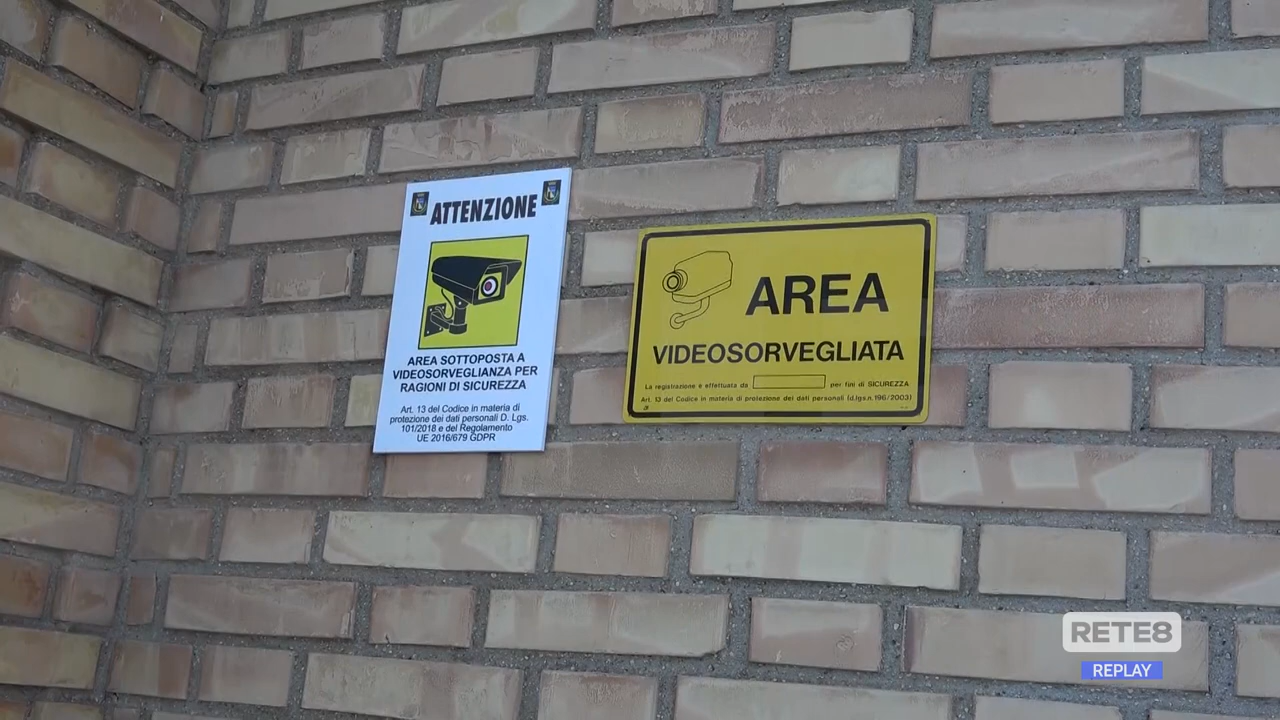 ATTENZIONE
AREA SOTTOPOSTA A
VIDEOSORVEGLIANZA PER
RAGIONI DI SICUREZZA
Art. 13 del Codice in materia di
protezione dei dati personali D. Lgs.
101/2018 e del Regolamento
UE 2016/679 GDPR
AREA
VIDEOSORVEGLIATA
La registrazione è effettuata da per fini di SICUREZZA
Art. 13 del Codice in materia di protezione dei dati personali (d.lgs.n.196/2003)
RETE8
REPLAY